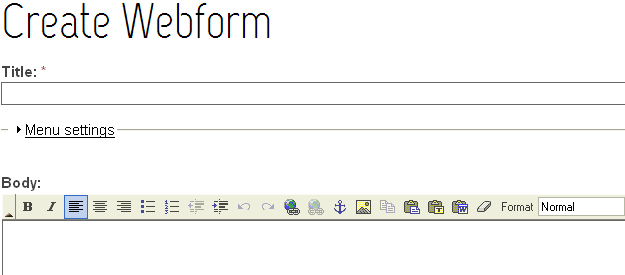 Create Webform
Title: *
Menu settings
Body:
B I Format Normal